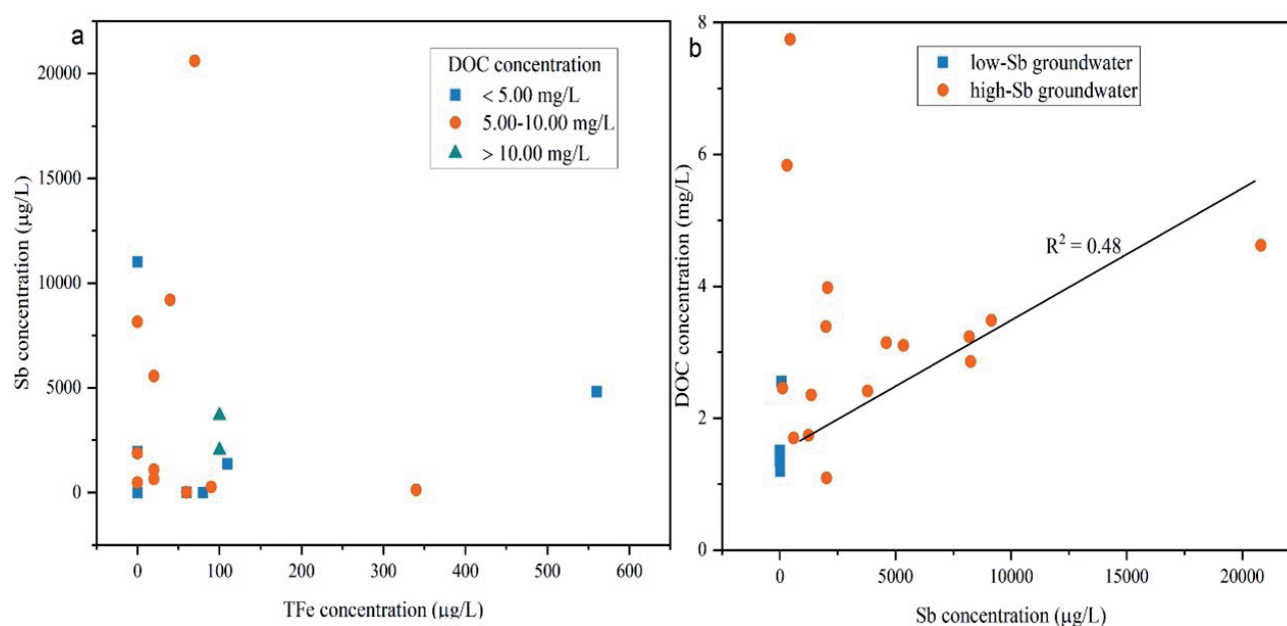 a
DOC concentration
< 5.00 mg/L
5.00-10.00 mg/L
> 10.00 mg/L
20000
15000
10000
5000
0
Sb concentration (µg/L)
0 100 200 300 400 500 600
TFe concentration (µg/L)
b
low-Sb groundwater
high-Sb groundwater
R² = 0.48
8
6
4
2
0
DOC concentration (mg/L)
0 5000 10000 15000 20000
Sb concentration (µg/L)